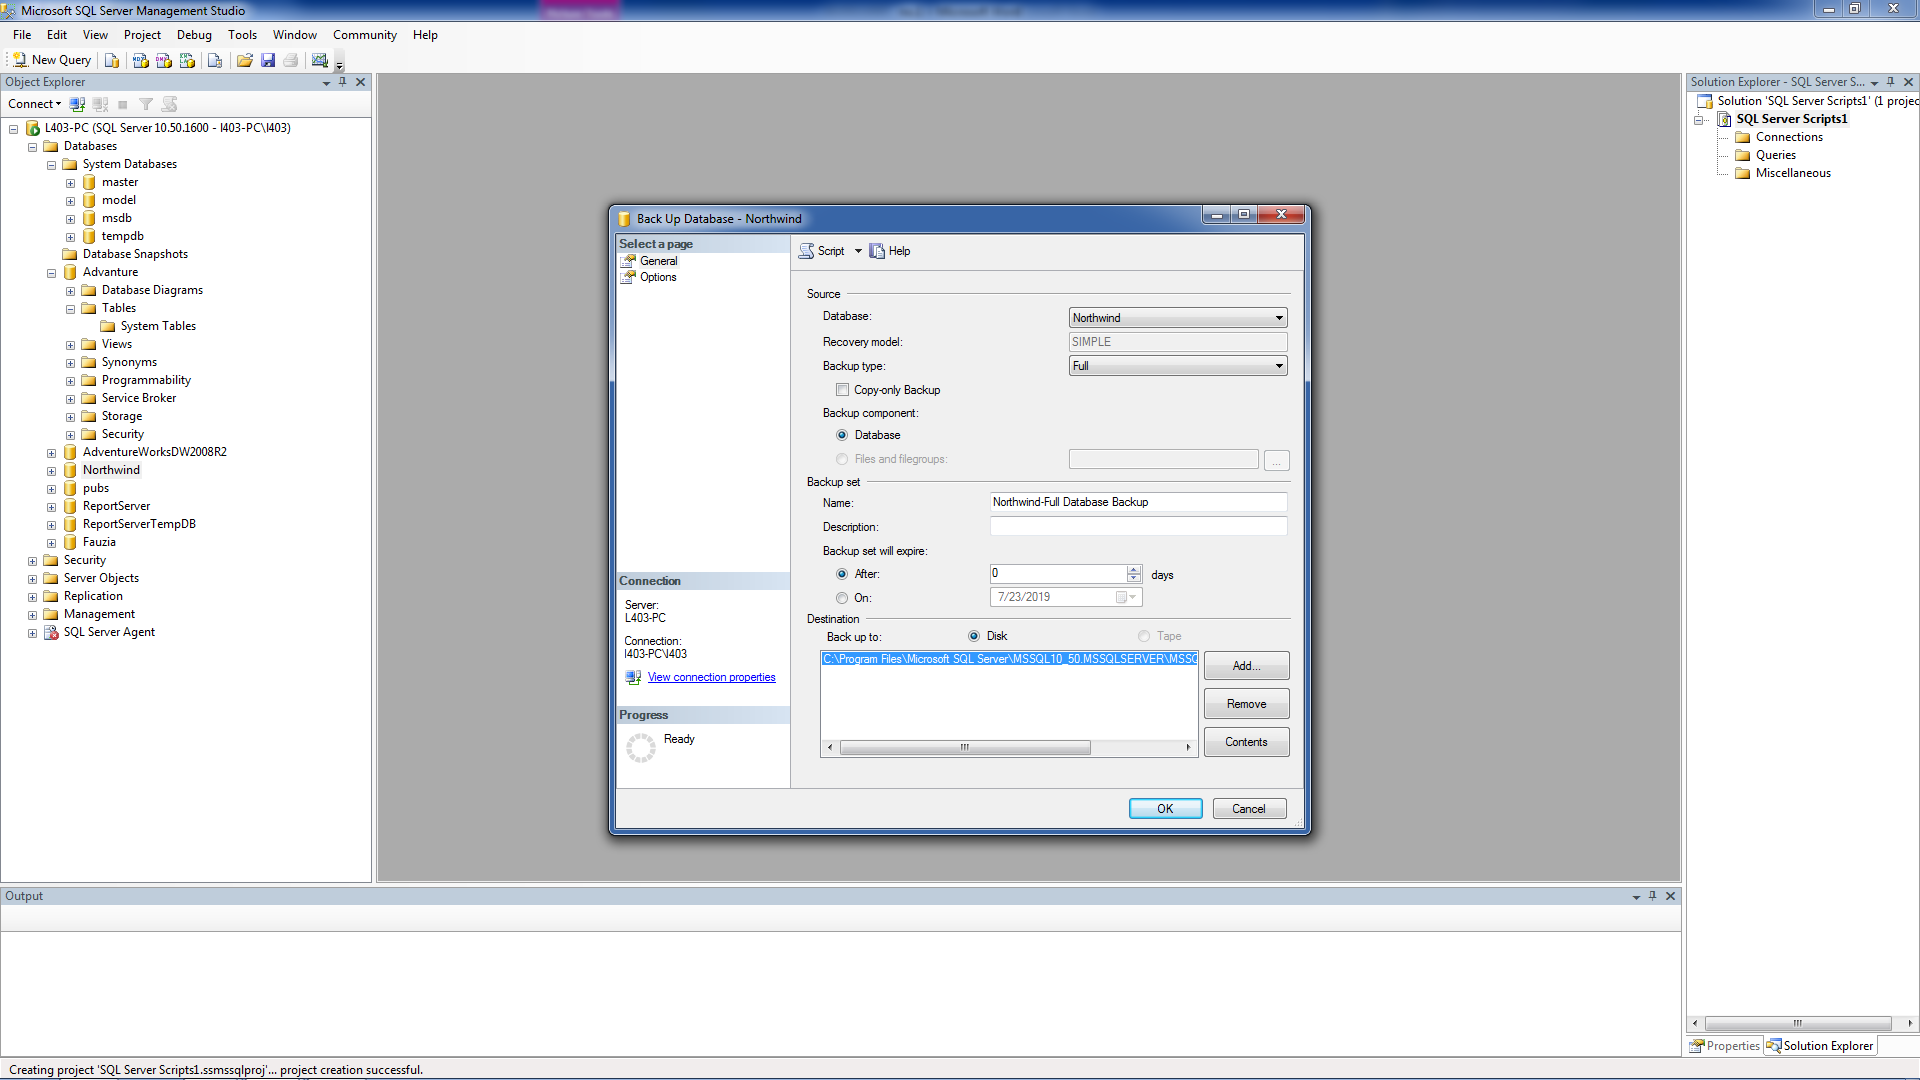 Microsoft SQL Server Management Studio
File Edit View Project Debug Tools Window Community Help
New Query
Object Explorer
Connect
L403-PC (SQL Server 10.50.1600 - l403-PC\l403)
Databases
System Databases
master
model
msdb
tempdb
Database Snapshots
Advanture
Database Diagrams
Tables
System Tables
Views
Synonyms
Programmability
Service Broker
Storage
Security
AdventureWorksDW2008R2
Northwind
pubs
ReportServer
ReportServerTempDB
Fauzia
Security
Server Objects
Replication
Management
SQL Server Agent
Back Up Database - Northwind
Select a page
General
Options
Connection
Server:
L403-PC
Connection:
l403-PC\l403
View connection properties
Progress
Ready
Script Help
Source
Database: Northwind
Recovery model: SIMPLE
Backup type: Full
Copy-only Backup
Backup component:
Database
Files and filegroups: ...
Backup set
Name: Northwind-Full Database Backup
Description:
Backup set will expire:
After: 0 days
On: 7/23/2019
Destination
Back up to: Disk Tape
C:\Program Files\Microsoft SQL Server\MSSQL10_50.MSSQLSERVER\MSSQ
Add...
Remove
Contents
OK Cancel
Solution Explorer - SQL Server S...
Solution 'SQL Server Scripts1' (1 projec
SQL Server Scripts1
Connections
Queries
Miscellaneous
Properties Solution Explorer
Output
Creating project 'SQL Server Scripts1.ssmssqlproj'... project creation successful.